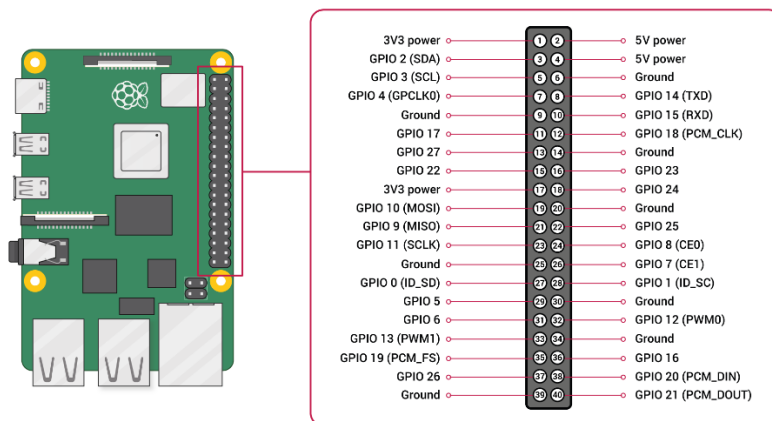 3V3 power 1 2 5V power
GPIO 2 (SDA) 3 4 5V power
GPIO 3 (SCL) 5 6 Ground
GPIO 4 (GPCLK0) 7 8 GPIO 14 (TXD)
Ground 9 10 GPIO 15 (RXD)
GPIO 17 11 12 GPIO 18 (PCM_CLK)
GPIO 27 13 14 Ground
GPIO 22 15 16 GPIO 23
3V3 power 17 18 GPIO 24
GPIO 10 (MOSI) 19 20 Ground
GPIO 9 (MISO) 21 22 GPIO 25
GPIO 11 (SCLK) 23 24 GPIO 8 (CE0)
Ground 25 26 GPIO 7 (CE1)
GPIO 0 (ID_SD) 27 28 GPIO 1 (ID_SC)
GPIO 5 29 30 Ground
GPIO 6 31 32 GPIO 12 (PWM0)
GPIO 13 (PWM1) 33 34 Ground
GPIO 19 (PCM_FS) 35 36 GPIO 16
GPIO 26 37 38 GPIO 20 (PCM_DIN)
Ground 39 40 GPIO 21 (PCM_DOUT)